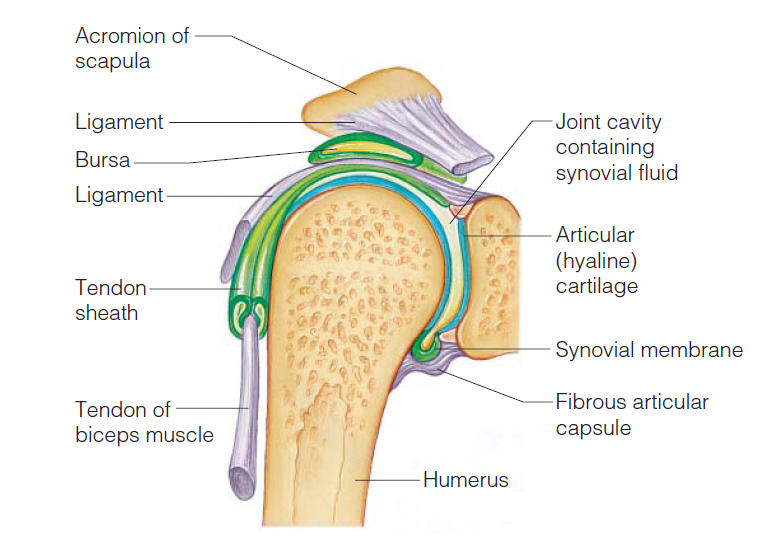 Acromion of
scapula
Ligament
Bursa
Ligament
Tendon
sheath
Tendon of
biceps muscle
Joint cavity
containing
synovial fluid
Articular
(hyaline)
cartilage
Synovial membrane
Fibrous articular
capsule
Humerus